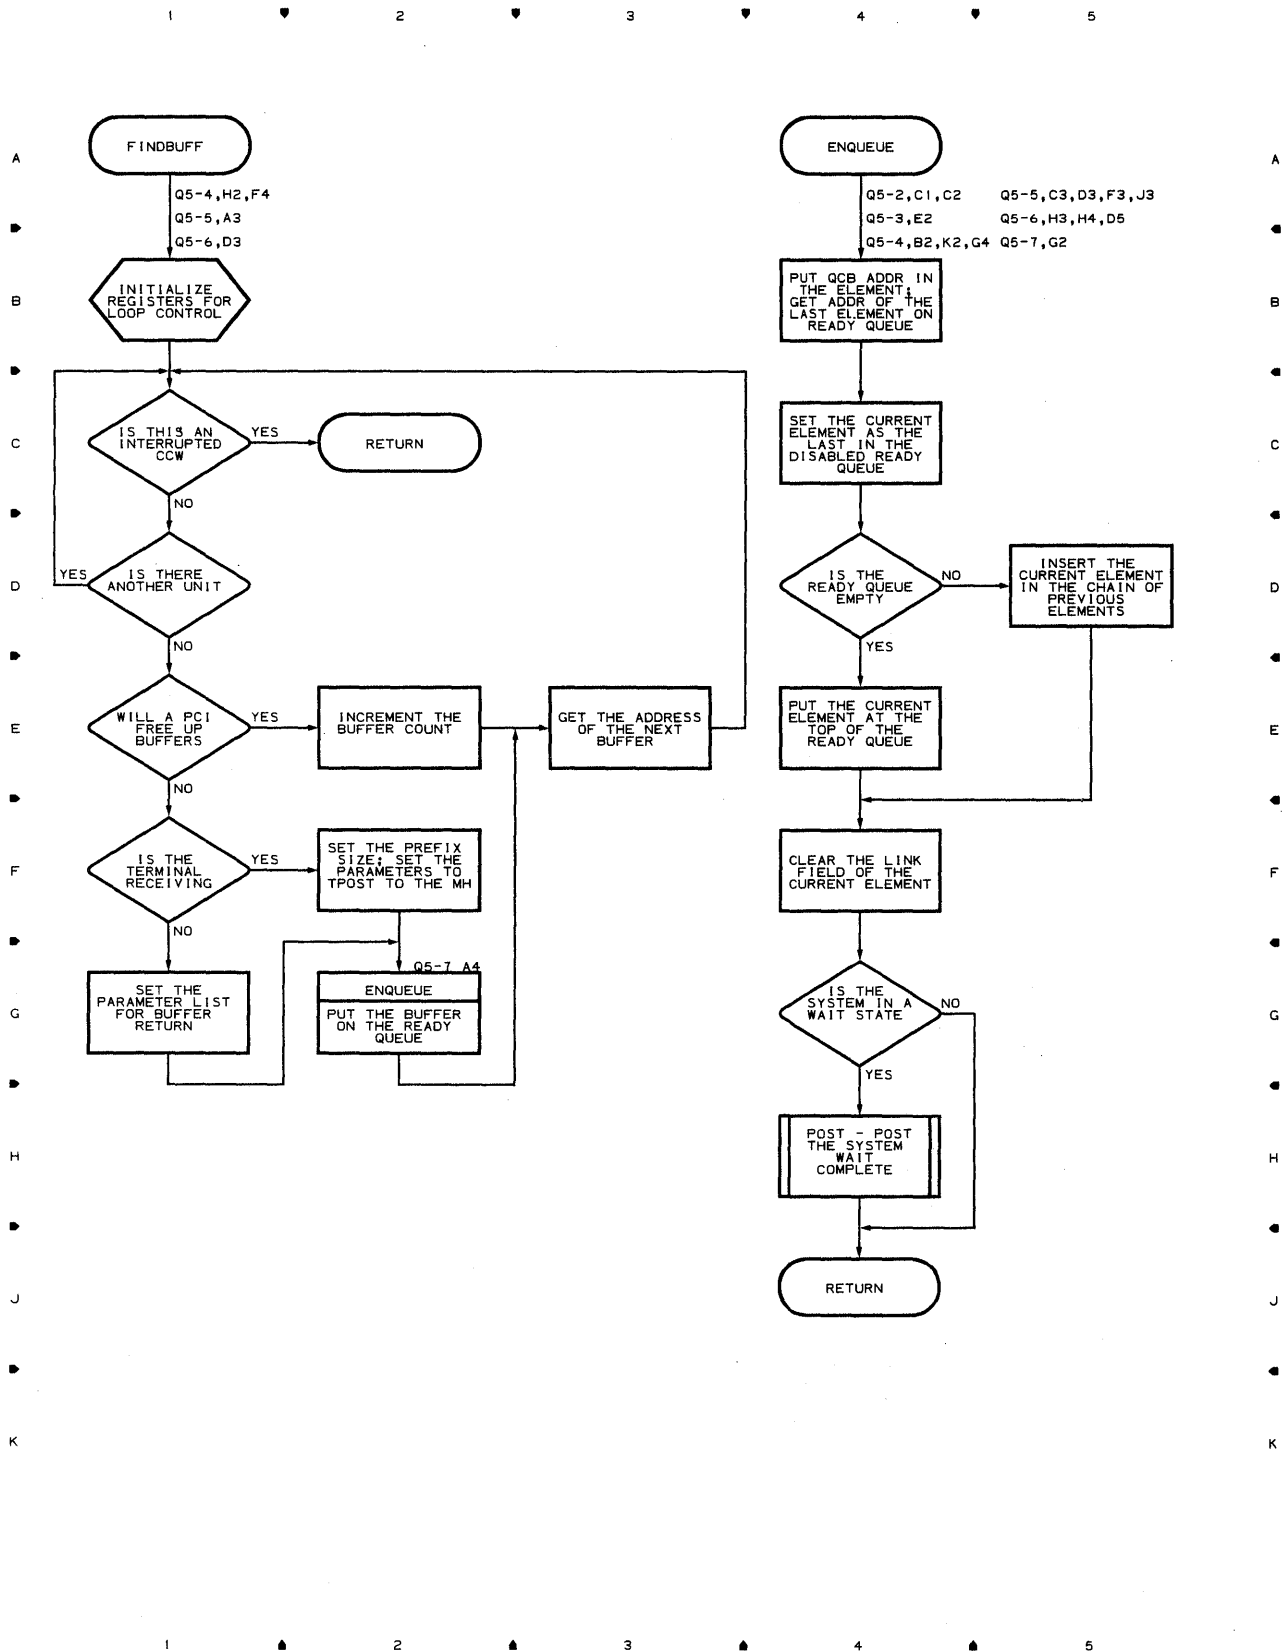 1 2 3 4 5
A
FINDBUFF
Q5-4,H2,F4
Q5-5,A3
Q5-6,D3
B
INITIALIZE
REGISTERS FOR
LOOP CONTROL
C
IS THIS AN
INTERRUPTED
CCW
YES
RETURN
NO
D
YES
IS THERE
ANOTHER UNIT
NO
E
WILL A PCI
FREE UP
BUFFERS
YES
INCREMENT THE
BUFFER COUNT
GET THE ADDRESS
OF THE NEXT
BUFFER
NO
F
IS THE
TERMINAL
RECEIVING
YES
SET THE PREFIX
SIZE; SET THE
PARAMETERS TO
TPOST TO THE MH
NO
G
SET THE
PARAMETER LIST
FOR BUFFER
RETURN
Q5-7 A4
ENQUEUE
PUT THE BUFFER
ON THE READY
QUEUE
H
J
K
ENQUEUE
A
Q5-2,C1,C2 Q5-5,C3,D3,F3,J3
Q5-3,E2 Q5-6,H3,H4,D5
Q5-4,B2,K2,G4 Q5-7,G2
PUT QCB ADDR IN
THE ELEMENT;
GET ADDR OF THE
LAST ELEMENT ON
READY QUEUE
B
SET THE CURRENT
ELEMENT AS THE
LAST IN THE
DISABLED READY
QUEUE
C
IS THE
READY QUEUE
EMPTY
NO
INSERT THE
CURRENT ELEMENT
IN THE CHAIN OF
PREVIOUS
ELEMENTS
D
YES
PUT THE CURRENT
ELEMENT AT THE
TOP OF THE
READY QUEUE
E
CLEAR THE LINK
FIELD OF THE
CURRENT ELEMENT
F
IS THE
SYSTEM IN A
WAIT STATE
NO
G
YES
POST - POST
THE SYSTEM
WAIT
COMPLETE
H
RETURN
J
K
1 2 3 4 5